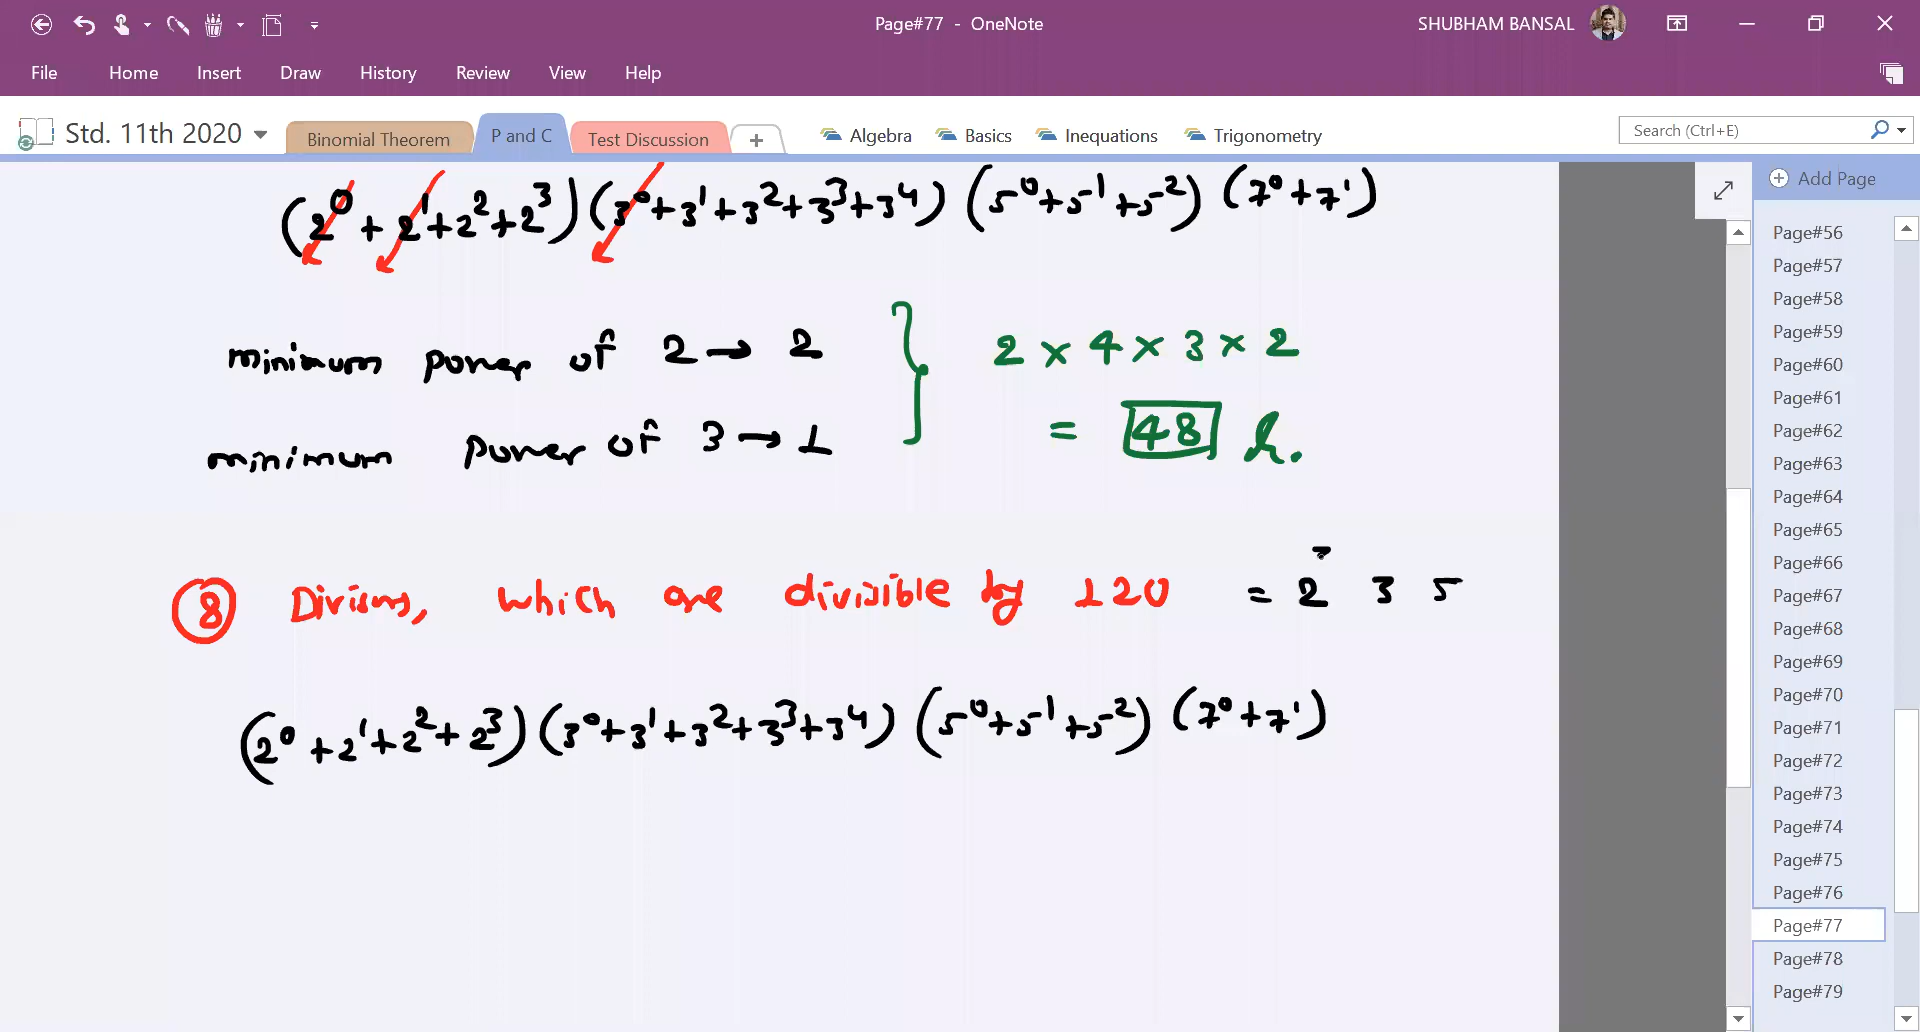 Page#77 - OneNote
SHUBHAM BANSAL
File Home Insert Draw History Review View Help
Std. 11th 2020
Binomial Theorem
P and C
Test Discussion
+
Algebra
Basics
Inequations
Trigonometry
Search (Ctrl+E)
Add Page
(2⁰ + 2¹ + 2² + 2³) (3⁰ + 3¹ + 3² + 3³ + 3⁴) (5⁰ + 5¹ + 5²) (7⁰ + 7¹)
minimum power of 2 → 2
2 × 4 × 3 × 2
minimum power of 3 → 1
= 48
⑧ Divisors, which are divisible by 120 = 2 3 5
(2⁰ + 2¹ + 2² + 2³) (3⁰ + 3¹ + 3² + 3³ + 3⁴) (5⁰ + 5¹ + 5²) (7⁰ + 7¹)
Page#56
Page#57
Page#58
Page#59
Page#60
Page#61
Page#62
Page#63
Page#64
Page#65
Page#66
Page#67
Page#68
Page#69
Page#70
Page#71
Page#72
Page#73
Page#74
Page#75
Page#76
Page#77
Page#78
Page#79